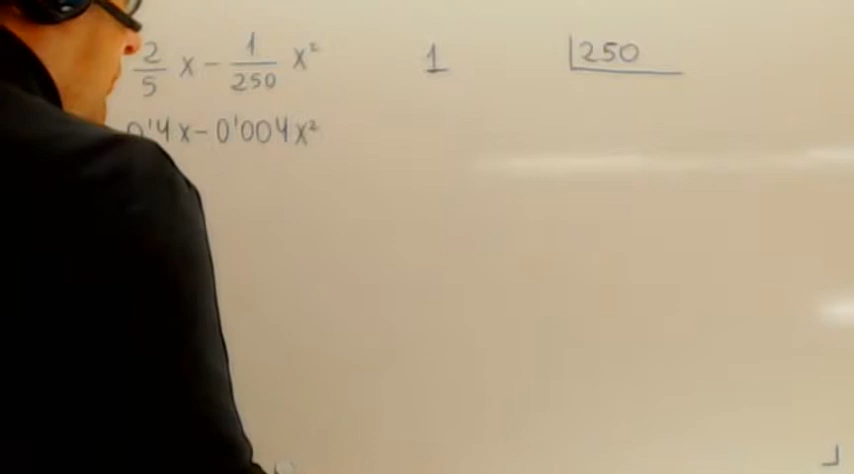 2/5 x - 1/250 x² 1 250
0'4x - 0'004x²